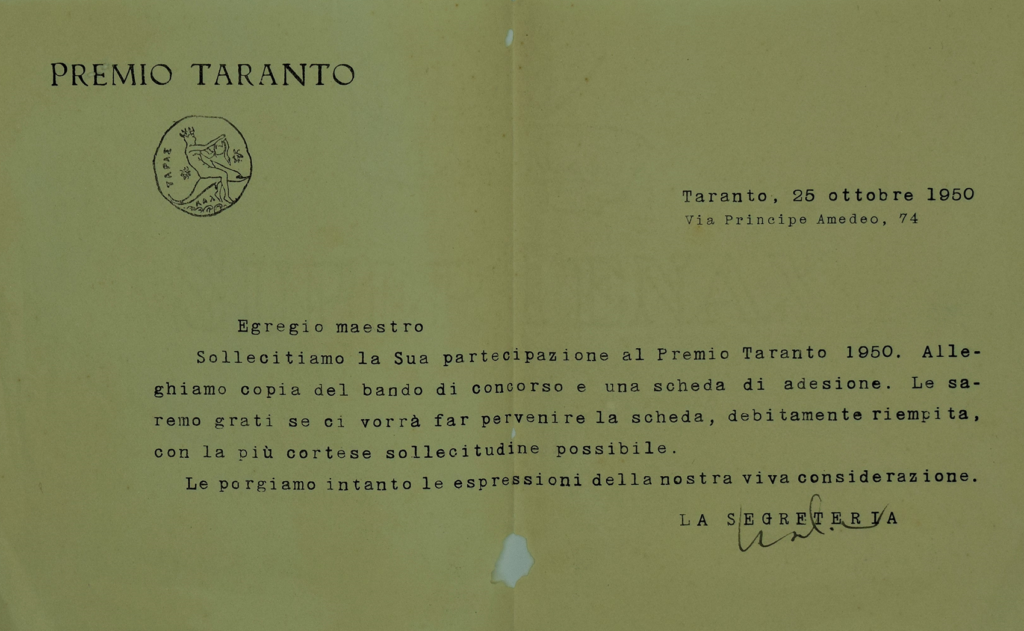 PREMIO TARANTO
ΤΑΡΑΣ
Taranto, 25 ottobre 1950
Via Principe Amedeo, 74
Egregio maestro
Sollecitiamo la Sua partecipazione al Premio Taranto 1950. Alle-
ghiamo copia del bando di concorso e una scheda di adesione. Le sa-
remo grati se ci vorrà far pervenire la scheda, debitamente riempita,
con la più cortese sollecitudine possibile.
Le porgiamo intanto le espressioni della nostra viva considerazione.
LA SEGRETERIA